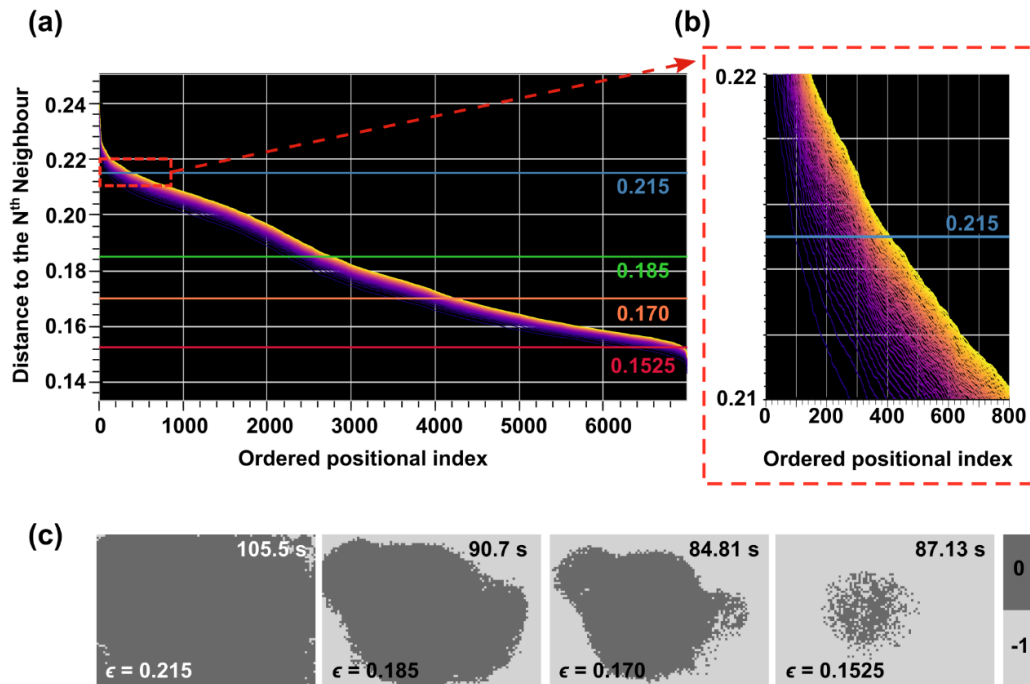 (a)
(b)
Distance to the Nth Neighbour
0.24
0.22
0.20
0.18
0.16
0.14
0.215
0.185
0.170
0.1525
0 1000 2000 3000 4000 5000 6000
Ordered positional index
0.22
0.215
0.21
0 200 400 600 800
Ordered positional index
(c)
105.5 s
ϵ = 0.215
90.7 s
ϵ = 0.185
84.81 s
ϵ = 0.170
87.13 s
ϵ = 0.1525
0
-1